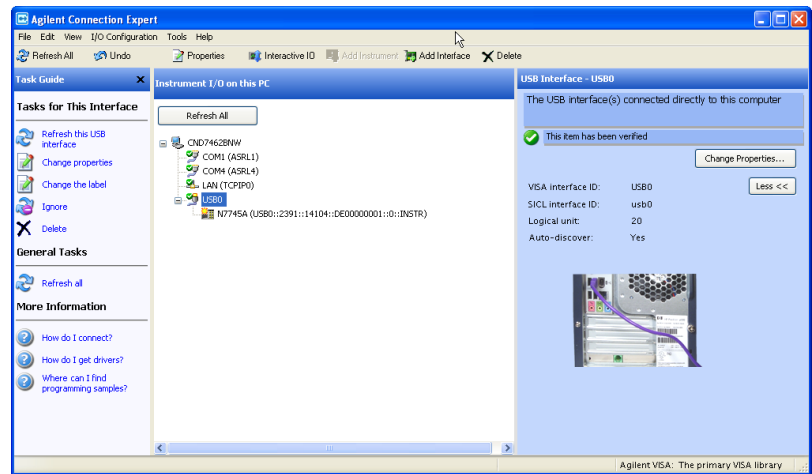 Agilent Connection Expert
File Edit View I/O Configuration Tools Help
Refresh All Undo Properties Interactive IO Add Instrument Add Interface Delete
Task Guide
Tasks for This Interface
Refresh this USB
interface
Change properties
Change the label
Ignore
Delete
General Tasks
Refresh all
More Information
How do I connect?
How do I get drivers?
Where can I find
programming samples?
Instrument I/O on this PC
Refresh All
CND7462BNW
COM1 (ASRL1)
COM4 (ASRL4)
LAN (TCPIP0)
USB0
N7745A (USB0::2391::14104::DE00000001::0::INSTR)
USB Interface - USB0
The USB interface(s) connected directly to this computer
This item has been verified
Change Properties...
VISA interface ID: USB0
Less <<
SICL interface ID: usb0
Logical unit: 20
Auto-discover: Yes
Agilent VISA: The primary VISA library